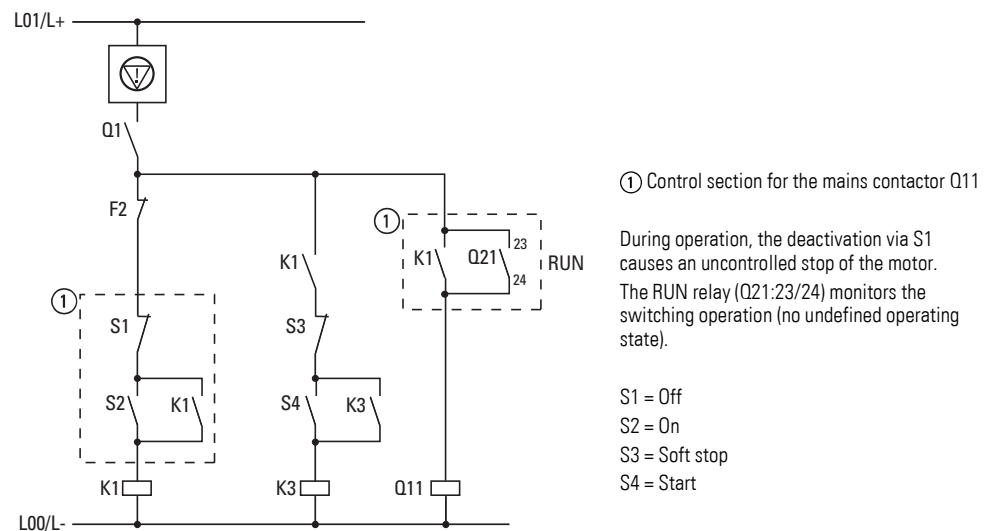 L01/L+
!
Q1
F2
1
S1
S2
K1
K1
K1
S3
S4
K3
K3
1
K1
Q21
23
24
RUN
Q11
L00/L-
1 Control section for the mains contactor Q11
During operation, the deactivation via S1
causes an uncontrolled stop of the motor.
The RUN relay (Q21:23/24) monitors the
switching operation (no undefined operating
state).
S1 = Off
S2 = On
S3 = Soft stop
S4 = Start